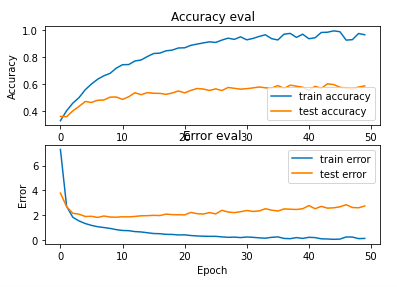 Accuracy eval
1.0
0.8
0.6
0.4
Accuracy
train accuracy
test accuracy
0 10 20 30 40 50
Error eval
6
4
2
0
Error
train error
test error
0 10 20 30 40 50
Epoch